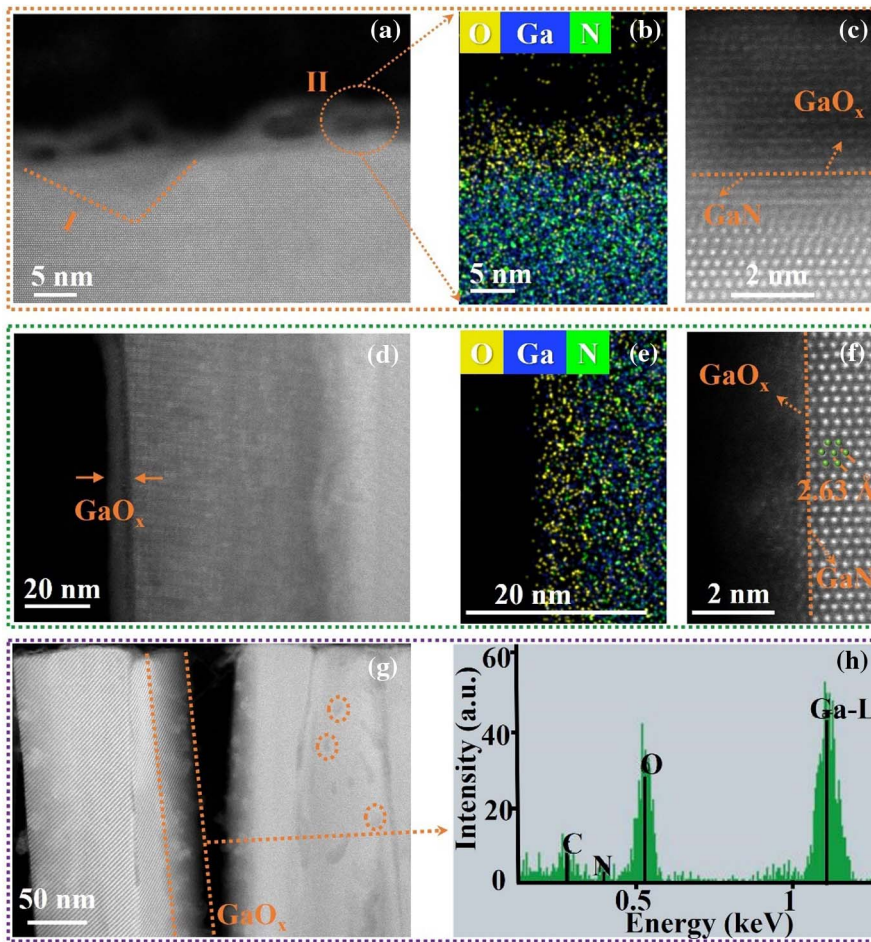 (a)
II
I
5 nm
O Ga N (b)
5 nm
(c)
GaOₓ
GaN
2 nm
(d)
GaOₓ
20 nm
O Ga N (e)
20 nm
(f)
GaOₓ
2.63 Å
GaN
2 nm
(g)
50 nm
GaOₓ
(h)
Intensity (a.u.)
60
40
20
0
C
N
O
Ga-L
0.5
1
Energy (keV)